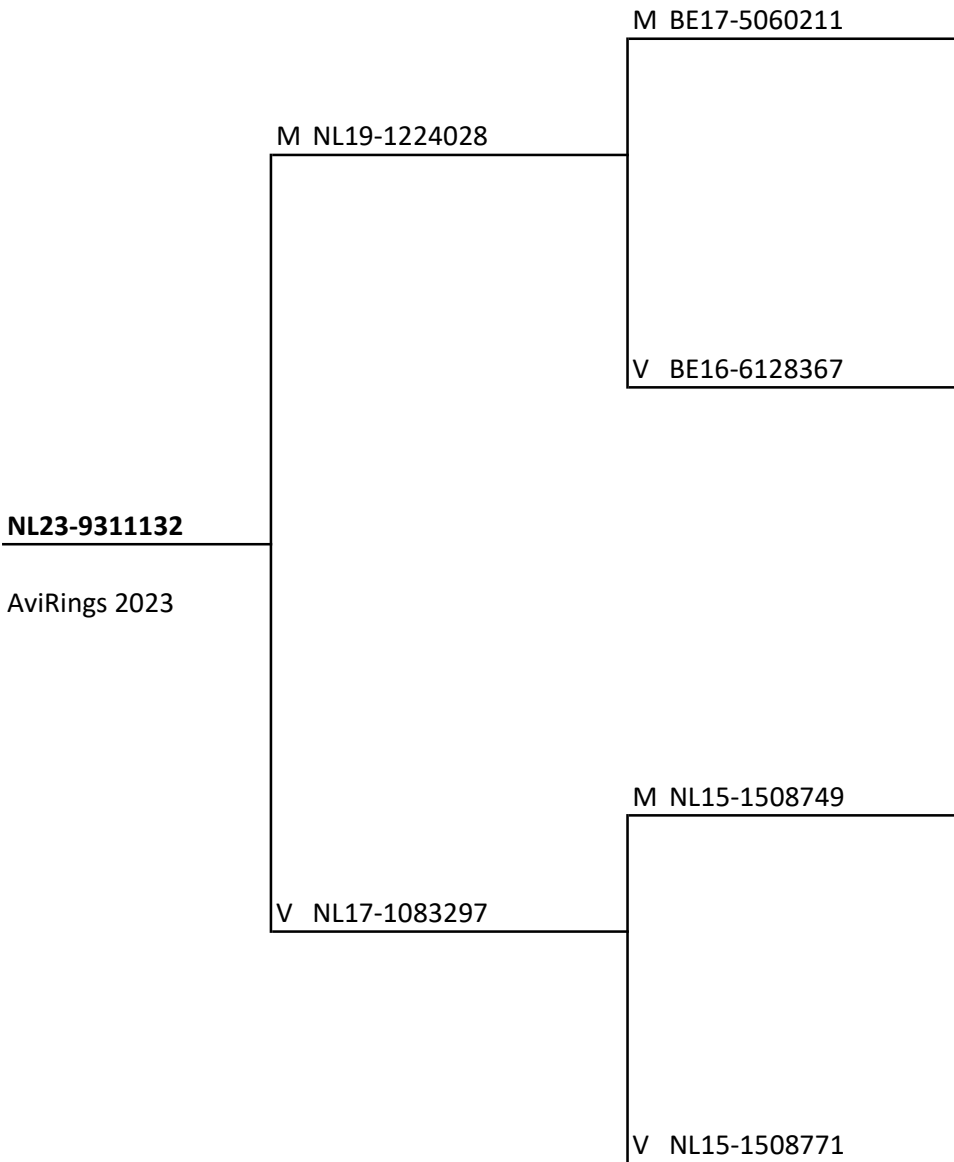 M BE17-5060211
M NL19-1224028
V BE16-6128367
NL23-9311132
AviRings 2023
M NL15-1508749
V NL17-1083297
V NL15-1508771